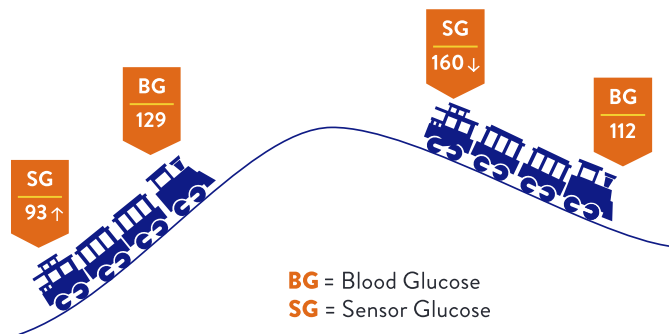 SG
93 ↑
BG
129
SG
160 ↓
BG
112
BG = Blood Glucose
SG = Sensor Glucose